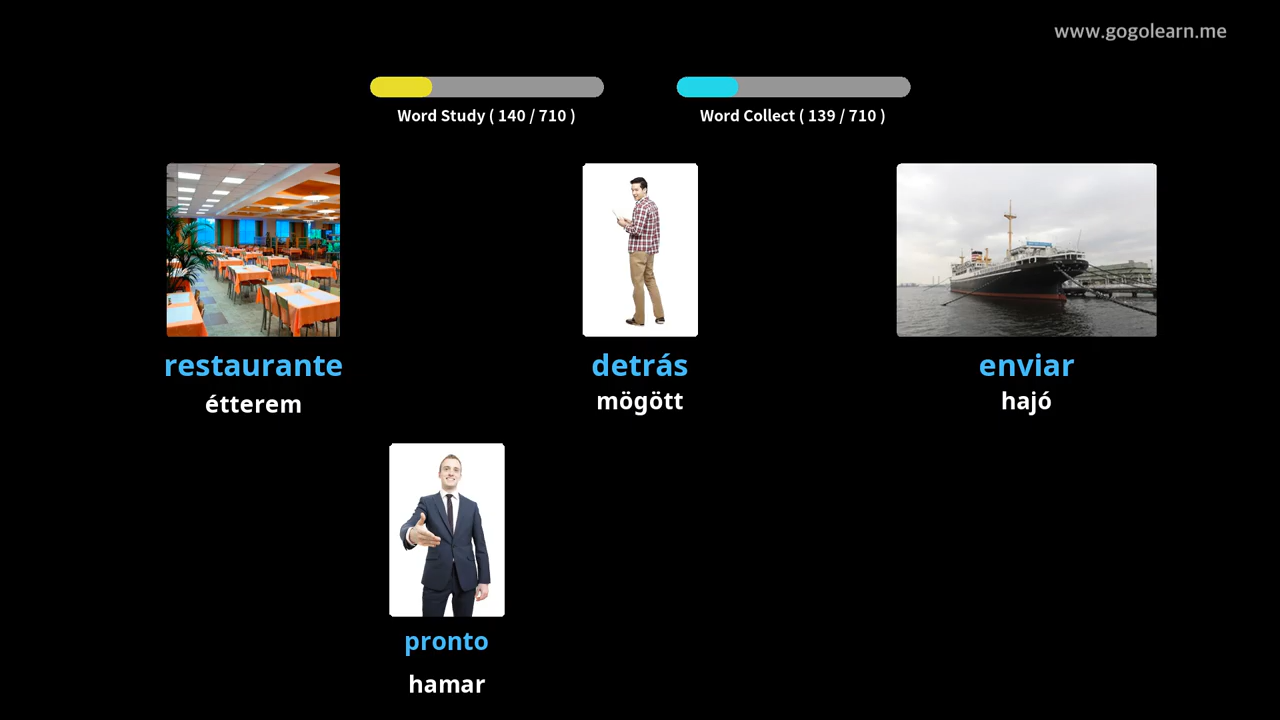 www.gogolearn.me
Word Study ( 140 / 710 )
Word Collect ( 139 / 710 )
restaurante
étterem
detrás
mögött
enviar
hajó
pronto
hamar